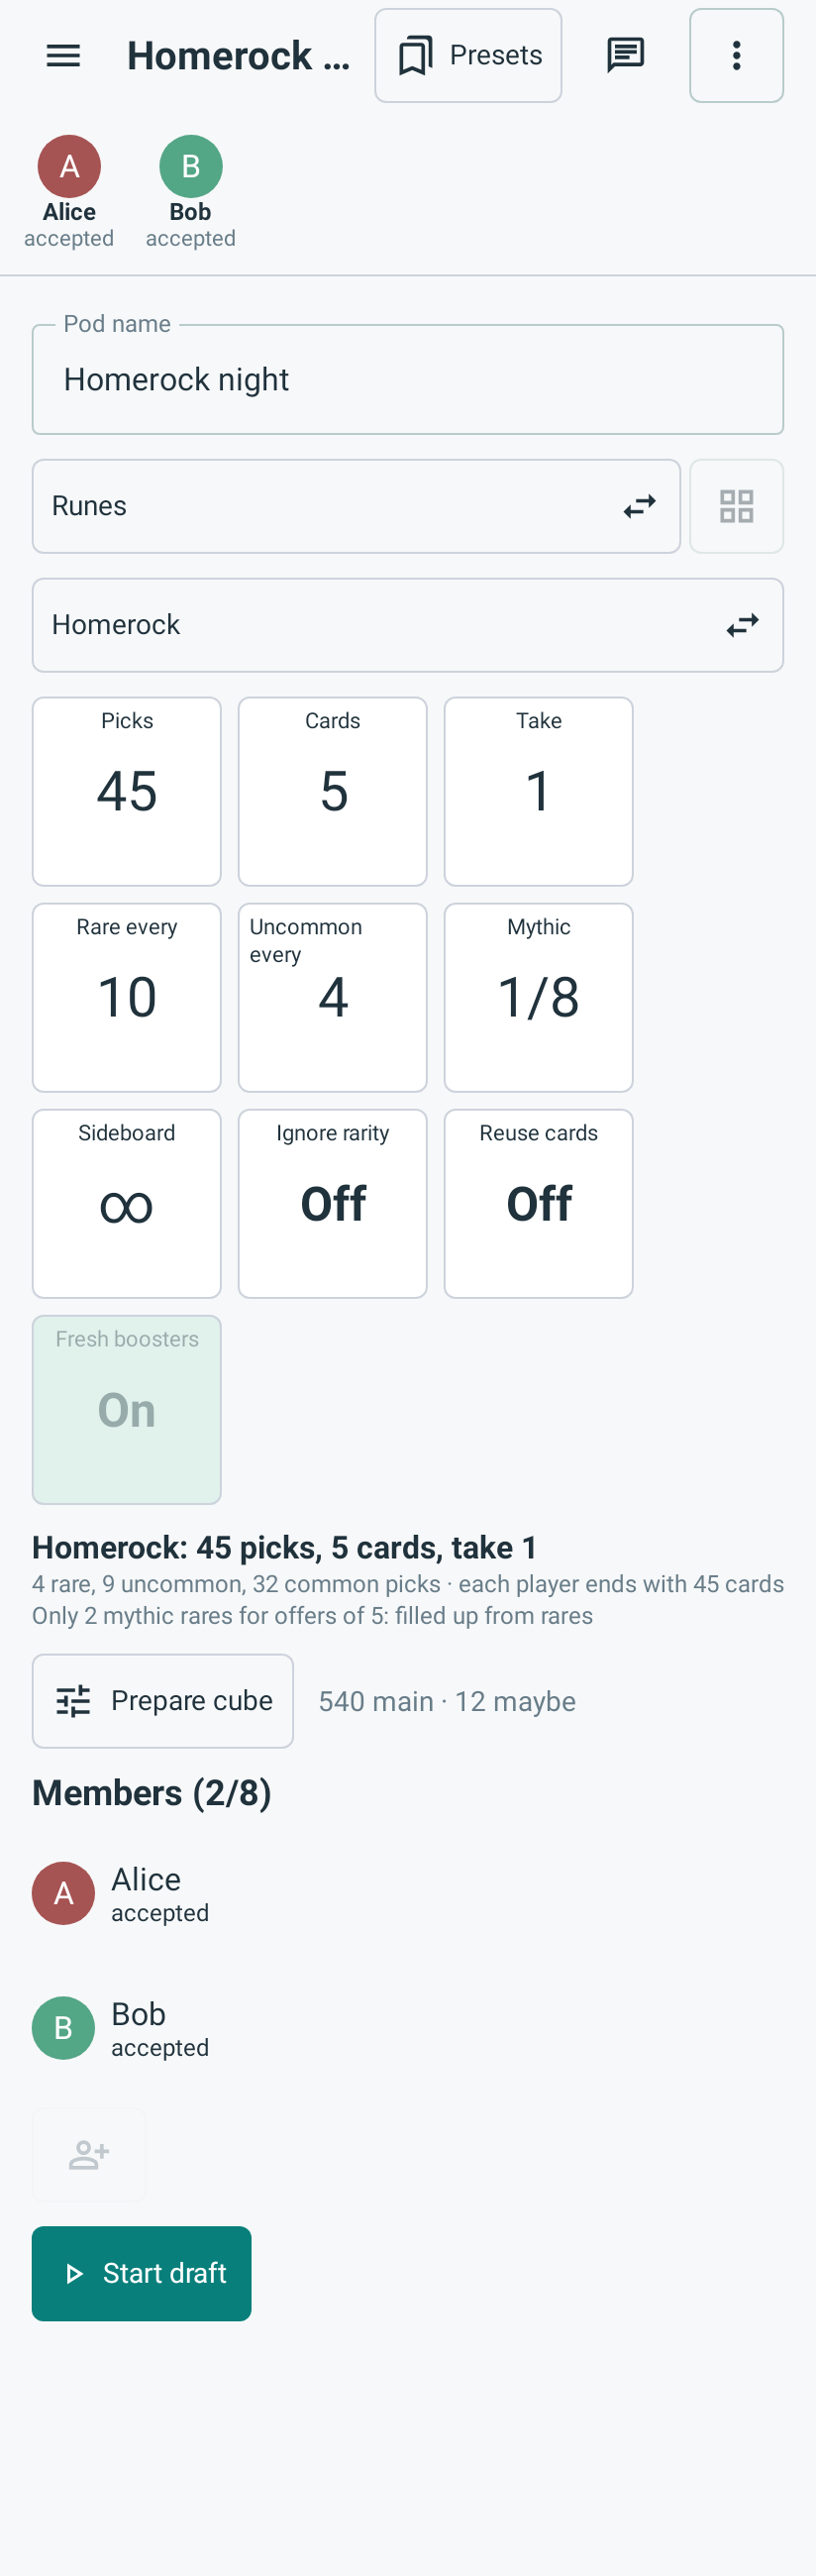 Homerock ...
Presets
A
B
Alice
Bob
accepted
accepted
Pod name
Homerock night
Runes
Homerock
Picks
Cards
Take
45
5
1
Rare every
Uncommon
every
Mythic
10
4
1/8
Sideboard
Ignore rarity
Reuse cards
∞
Off
Off
Fresh boosters
On
Homerock: 45 picks, 5 cards, take 1
4 rare, 9 uncommon, 32 common picks · each player ends with 45 cards
Only 2 mythic rares for offers of 5: filled up from rares
Prepare cube
540 main · 12 maybe
Members (2/8)
A
Alice
accepted
B
Bob
accepted
Start draft